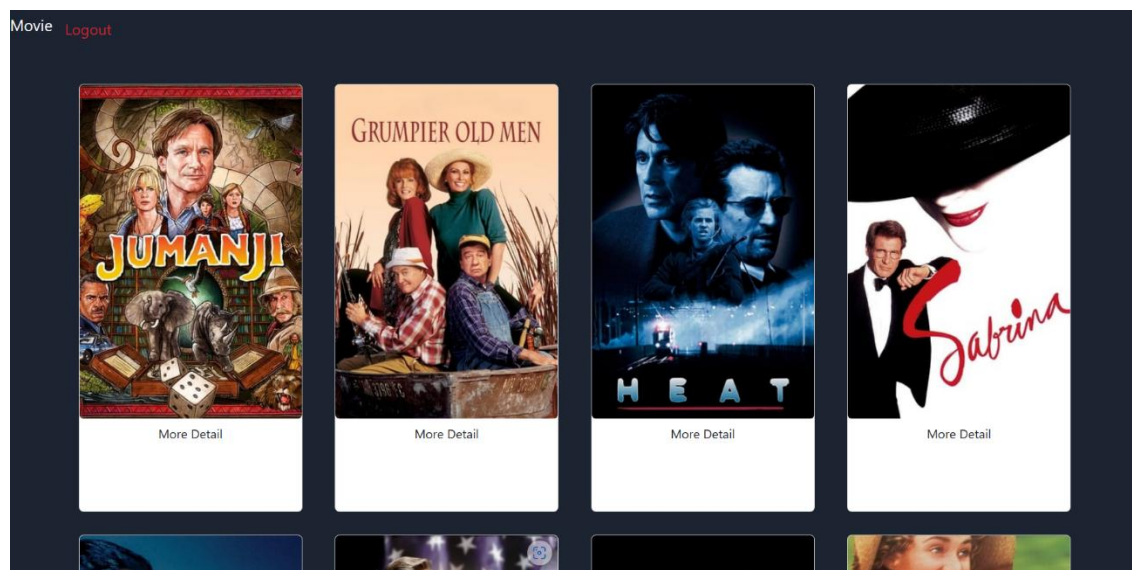 Movie Logout
JUMANJI
GRUMPIER OLD MEN
HEAT
Sabrina
More Detail
More Detail
More Detail
More Detail